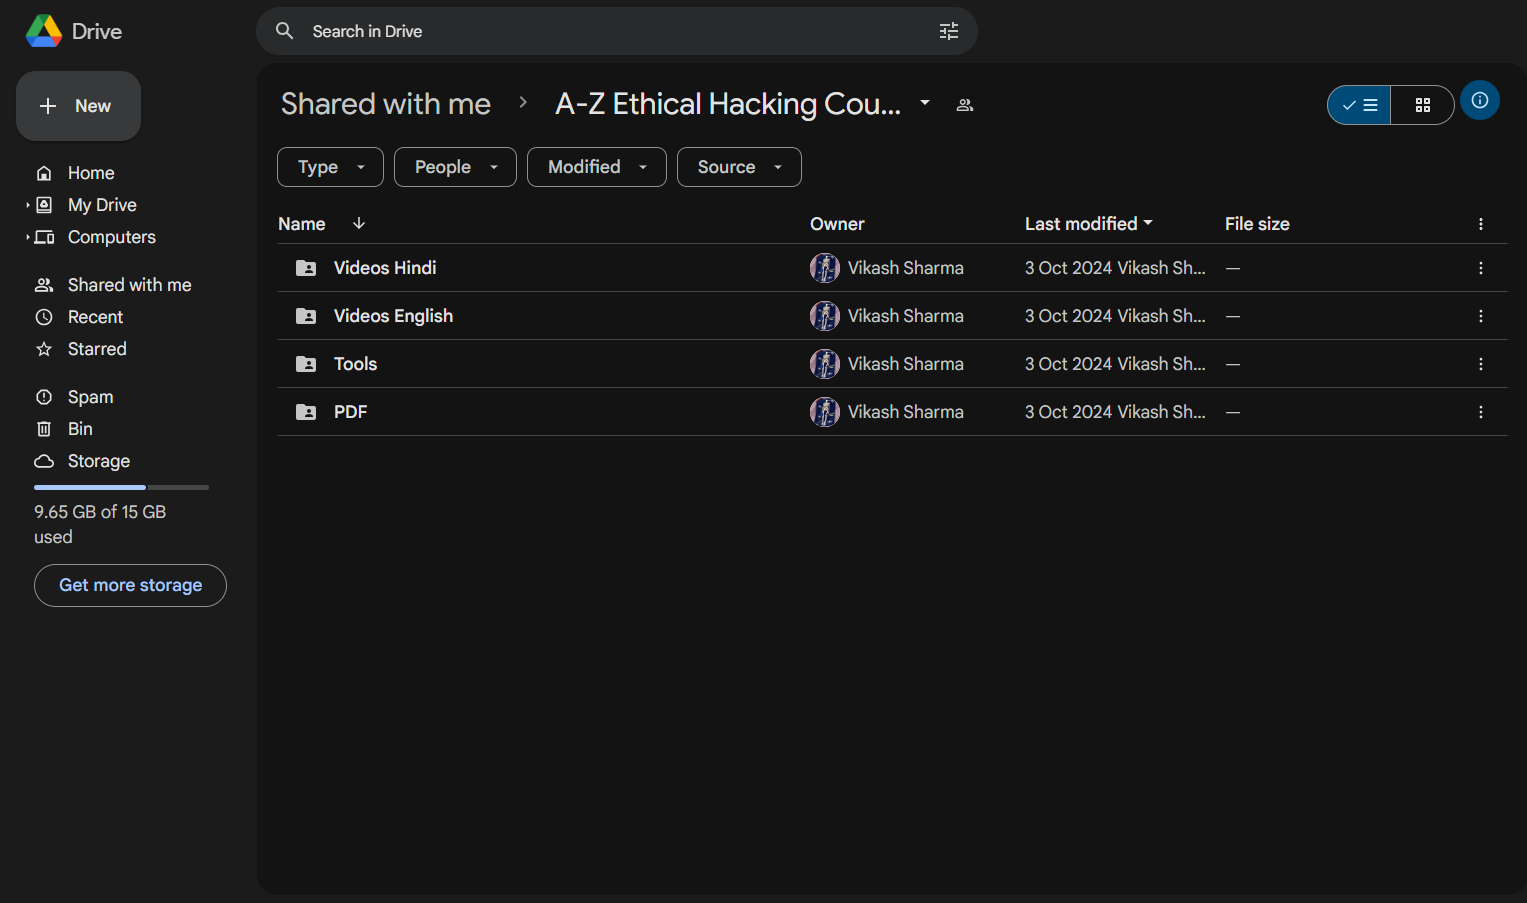 Drive
Search in Drive
New
Home
My Drive
Computers
Shared with me
Recent
Starred
Spam
Bin
Storage
9.65 GB of 15 GB
used
Get more storage
Shared with me
A-Z Ethical Hacking Cou...
Type People Modified Source
Name Owner Last modified File size
Videos Hindi Vikash Sharma 3 Oct 2024 Vikash Sh... —
Videos English Vikash Sharma 3 Oct 2024 Vikash Sh... —
Tools Vikash Sharma 3 Oct 2024 Vikash Sh... —
PDF Vikash Sharma 3 Oct 2024 Vikash Sh... —